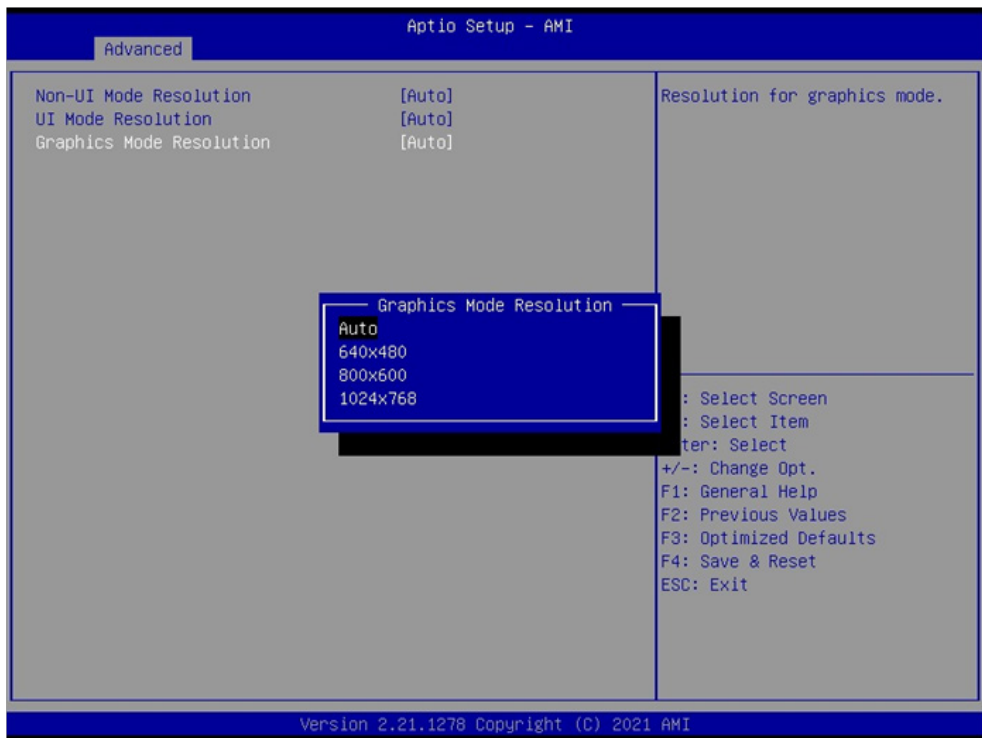 Aptio Setup - AMI
Advanced
Non-UI Mode Resolution [Auto]
UI Mode Resolution [Auto]
Graphics Mode Resolution [Auto]
Resolution for graphics mode.
Graphics Mode Resolution
Auto
640x480
800x600
1024x768
: Select Screen
: Select Item
ter: Select
+/-: Change Opt.
F1: General Help
F2: Previous Values
F3: Optimized Defaults
F4: Save & Reset
ESC: Exit
Version 2.21.1278 Copyright (C) 2021 AMI